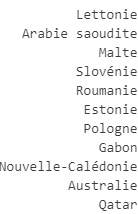 Lettonie
Arabie saoudite
Malte
Slovénie
Roumanie
Estonie
Pologne
Gabon
Nouvelle-Calédonie
Australie
Qatar